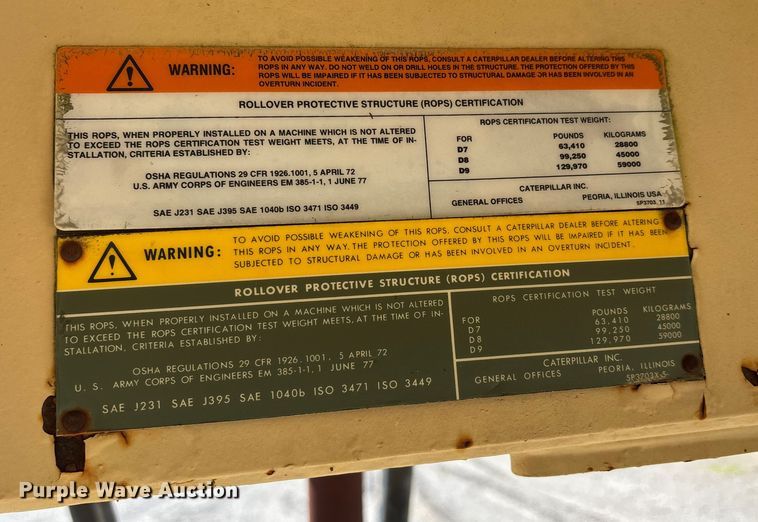 WARNING:
TO AVOID POSSIBLE WEAKENING OF THIS ROPS, CONSULT A CATERPILLAR DEALER BEFORE ALTERING THIS
ROPS IN ANY WAY. DO NOT WELD ON OR DRILL HOLES IN THE STRUCTURE. THE PROTECTION OFFERED BY THIS
ROPS WILL BE IMPAIRED IF IT HAS BEEN SUBJECTED TO STRUCTURAL DAMAGE OR HAS BEEN INVOLVED IN AN
OVERTURN INCIDENT.
ROLLOVER PROTECTIVE STRUCTURE (ROPS) CERTIFICATION
THIS ROPS, WHEN PROPERLY INSTALLED ON A MACHINE WHICH IS NOT ALTERED
TO EXCEED THE ROPS CERTIFICATION TEST WEIGHT MEETS, AT THE TIME OF IN-
STALLATION, CRITERIA ESTABLISHED BY:
OSHA REGULATIONS 29 CFR 1926.1001, 5 APRIL 72
U.S. ARMY CORPS OF ENGINEERS EM 385-1-1, 1 JUNE 77
SAE J231 SAE J395 SAE 1040b ISO 3471 ISO 3449
ROPS CERTIFICATION TEST WEIGHT:
FOR POUNDS KILOGRAMS
D7 63,410 28800
D8 99,250 45000
D9 129,970 59000
CATERPILLAR INC.
GENERAL OFFICES PEORIA, ILLINOIS USA
5P3703 11
WARNING:
TO AVOID POSSIBLE WEAKENING OF THIS ROPS, CONSULT A CATERPILLAR DEALER BEFORE ALTERING
THIS ROPS IN ANY WAY. THE PROTECTION OFFERED BY THIS ROPS WILL BE IMPAIRED IF IT HAS BEEN
SUBJECTED TO STRUCTURAL DAMAGE OR HAS BEEN INVOLVED IN AN OVERTURN INCIDENT.
ROLLOVER PROTECTIVE STRUCTURE (ROPS) CERTIFICATION
THIS ROPS, WHEN PROPERLY INSTALLED ON A MACHINE WHICH IS NOT ALTERED
TO EXCEED THE ROPS CERTIFICATION TEST WEIGHT MEETS, AT THE TIME OF IN-
STALLATION, CRITERIA ESTABLISHED BY:
OSHA REGULATIONS 29 CFR 1926.1001, 5 APRIL 72
U. S. ARMY CORPS OF ENGINEERS EM 385-1-1, 1 JUNE 77
SAE J231 SAE J395 SAE 1040b ISO 3471 ISO 3449
ROPS CERTIFICATION TEST WEIGHT
FOR POUNDS KILOGRAMS
D7 63,410 28800
D8 99,250 45000
D9 129,970 59000
CATERPILLAR INC.
GENERAL OFFICES PEORIA, ILLINOIS
5P3703X-5
Purple Wave Auction